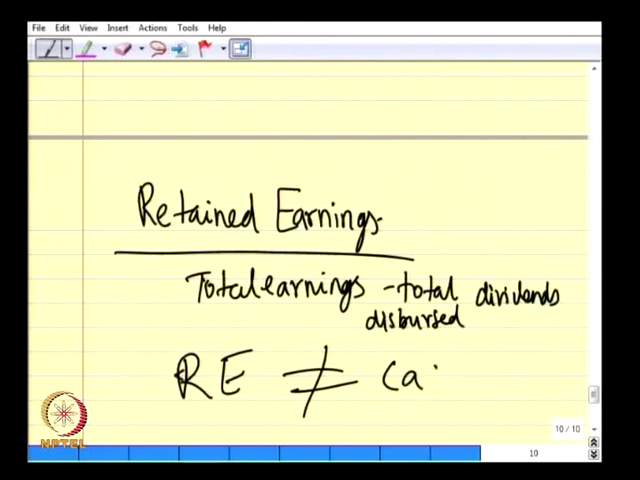 File Edit View Insert Actions Tools Help
Retained Earnings
Total earnings - total dividends
disbursed
RE ≠ Ca
NPTEL
10 / 10
10